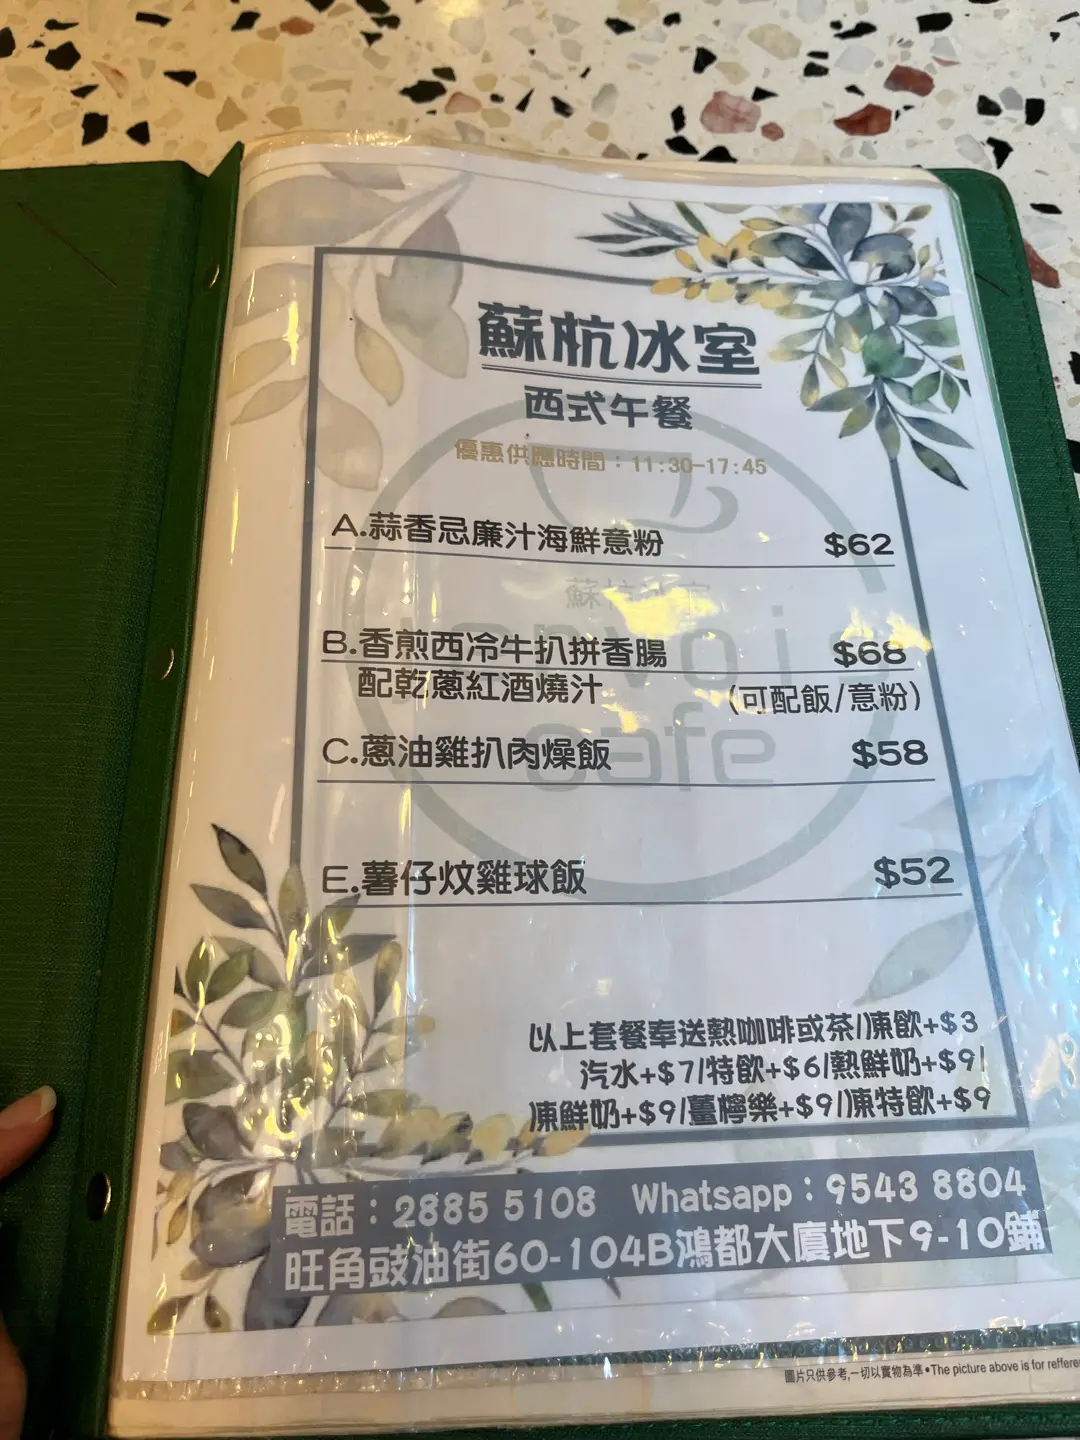 蘇杭冰室
西式午餐
優惠供應時間：11:30-17:45
A.蒜香忌廉汁海鮮意粉 $62
蘇杭冰室
B.香煎西冷牛扒拼香腸 $68
配乾蔥紅酒燒汁 (可配飯/意粉)
cafe
C.蔥油雞扒肉燥飯 $58
E.薯仔炆雞球飯 $52
以上套餐奉送熱咖啡或茶/凍飲+$3
汽水+$7/特飲+$6/熱鮮奶+$9/
凍鮮奶+$9/薑檸樂+$9/凍特飲+$9
電話：2885 5108 Whatsapp：9543 8804
旺角豉油街60-104B鴻都大廈地下9-10鋪
圖片只供參考,一切以實物為準•The picture above is for reffere